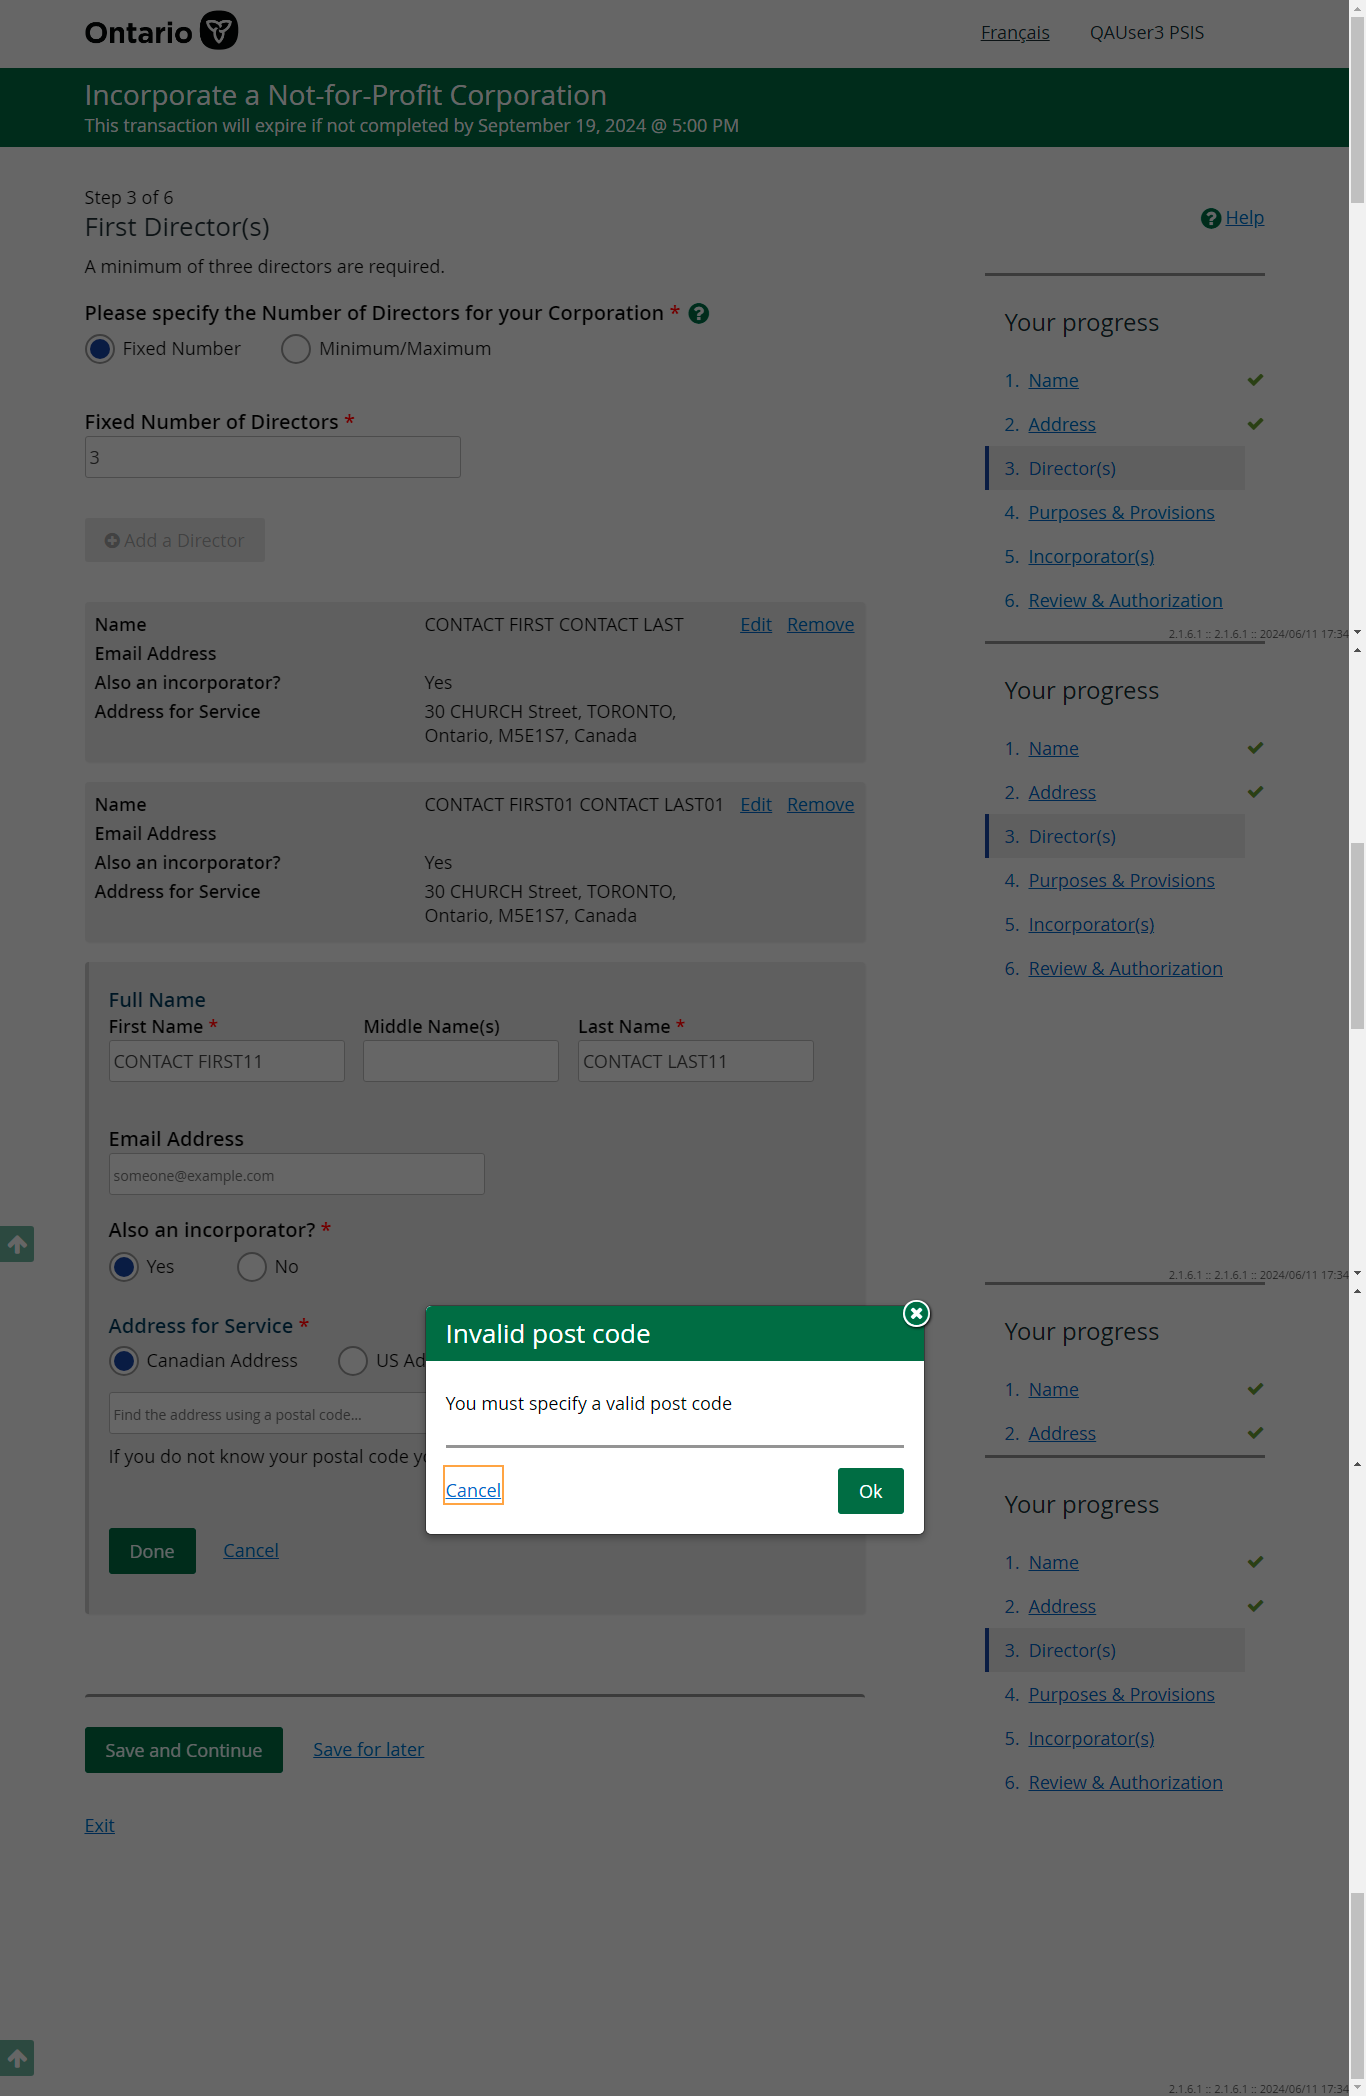 Ontario
Français
QAUser3 PSIS
Incorporate a Not-for-Profit Corporation
This transaction will expire if not completed by September 19, 2024 @ 5:00 PM
Step 3 of 6
First Director(s)
Help
A minimum of three directors are required.
Please specify the Number of Directors for your Corporation *
Fixed Number
Minimum/Maximum
Fixed Number of Directors *
3
Add a Director
Name CONTACT FIRST CONTACT LAST Edit Remove
Email Address
Also an incorporator? Yes
Address for Service 30 CHURCH Street, TORONTO,
Ontario, M5E1S7, Canada
Name CONTACT FIRST01 CONTACT LAST01 Edit Remove
Email Address
Also an incorporator? Yes
Address for Service 30 CHURCH Street, TORONTO,
Ontario, M5E1S7, Canada
Full Name
First Name * Middle Name(s) Last Name *
CONTACT FIRST11 CONTACT LAST11
Email Address
someone@example.com
Also an incorporator? *
Yes No
Address for Service *
Canadian Address US Ad
Find the address using a postal code...
If you do not know your postal code y
Done Cancel
Invalid post code
You must specify a valid post code
Cancel Ok
Save and Continue Save for later
Exit
Your progress
1. Name
2. Address
3. Director(s)
4. Purposes & Provisions
5. Incorporator(s)
6. Review & Authorization
2.1.6.1 :: 2.1.6.1 :: 2024/06/11 17:34
Your progress
1. Name
2. Address
3. Director(s)
4. Purposes & Provisions
5. Incorporator(s)
6. Review & Authorization
2.1.6.1 :: 2.1.6.1 :: 2024/06/11 17:34
Your progress
1. Name
2. Address
Your progress
1. Name
2. Address
3. Director(s)
4. Purposes & Provisions
5. Incorporator(s)
6. Review & Authorization
2.1.6.1 :: 2.1.6.1 :: 2024/06/11 17:34